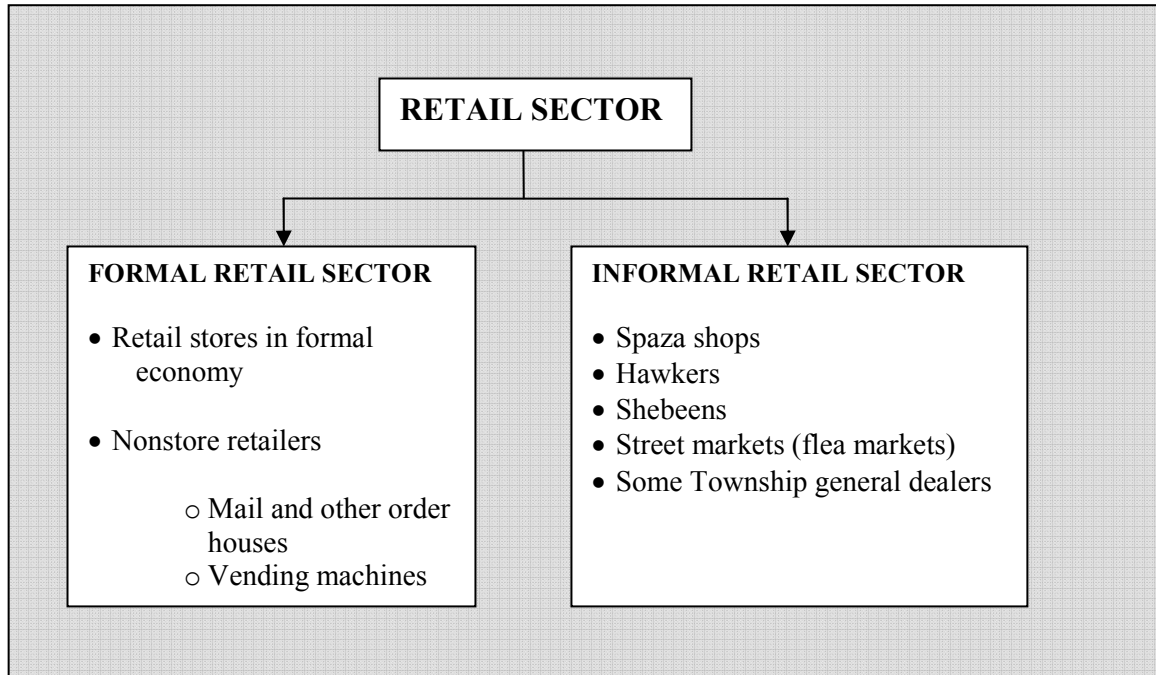 RETAIL SECTOR
FORMAL RETAIL SECTOR
• Retail stores in formal
economy
• Nonstore retailers
o Mail and other order
houses
o Vending machines
INFORMAL RETAIL SECTOR
• Spaza shops
• Hawkers
• Shebeens
• Street markets (flea markets)
• Some Township general dealers